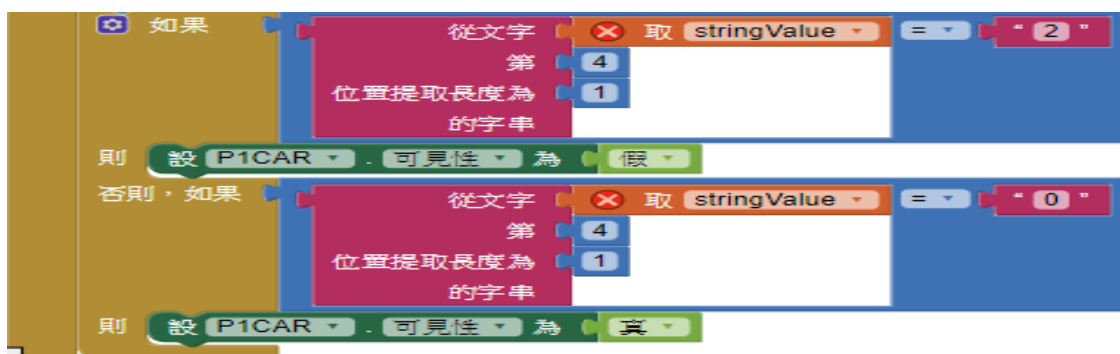 如果 從文字 取 stringValue = " 2 "
第 4
位置提取長度為 1
的字串
則 設 P1CAR . 可見性 為 假
否則，如果 從文字 取 stringValue = " 0 "
第 4
位置提取長度為 1
的字串
則 設 P1CAR . 可見性 為 真